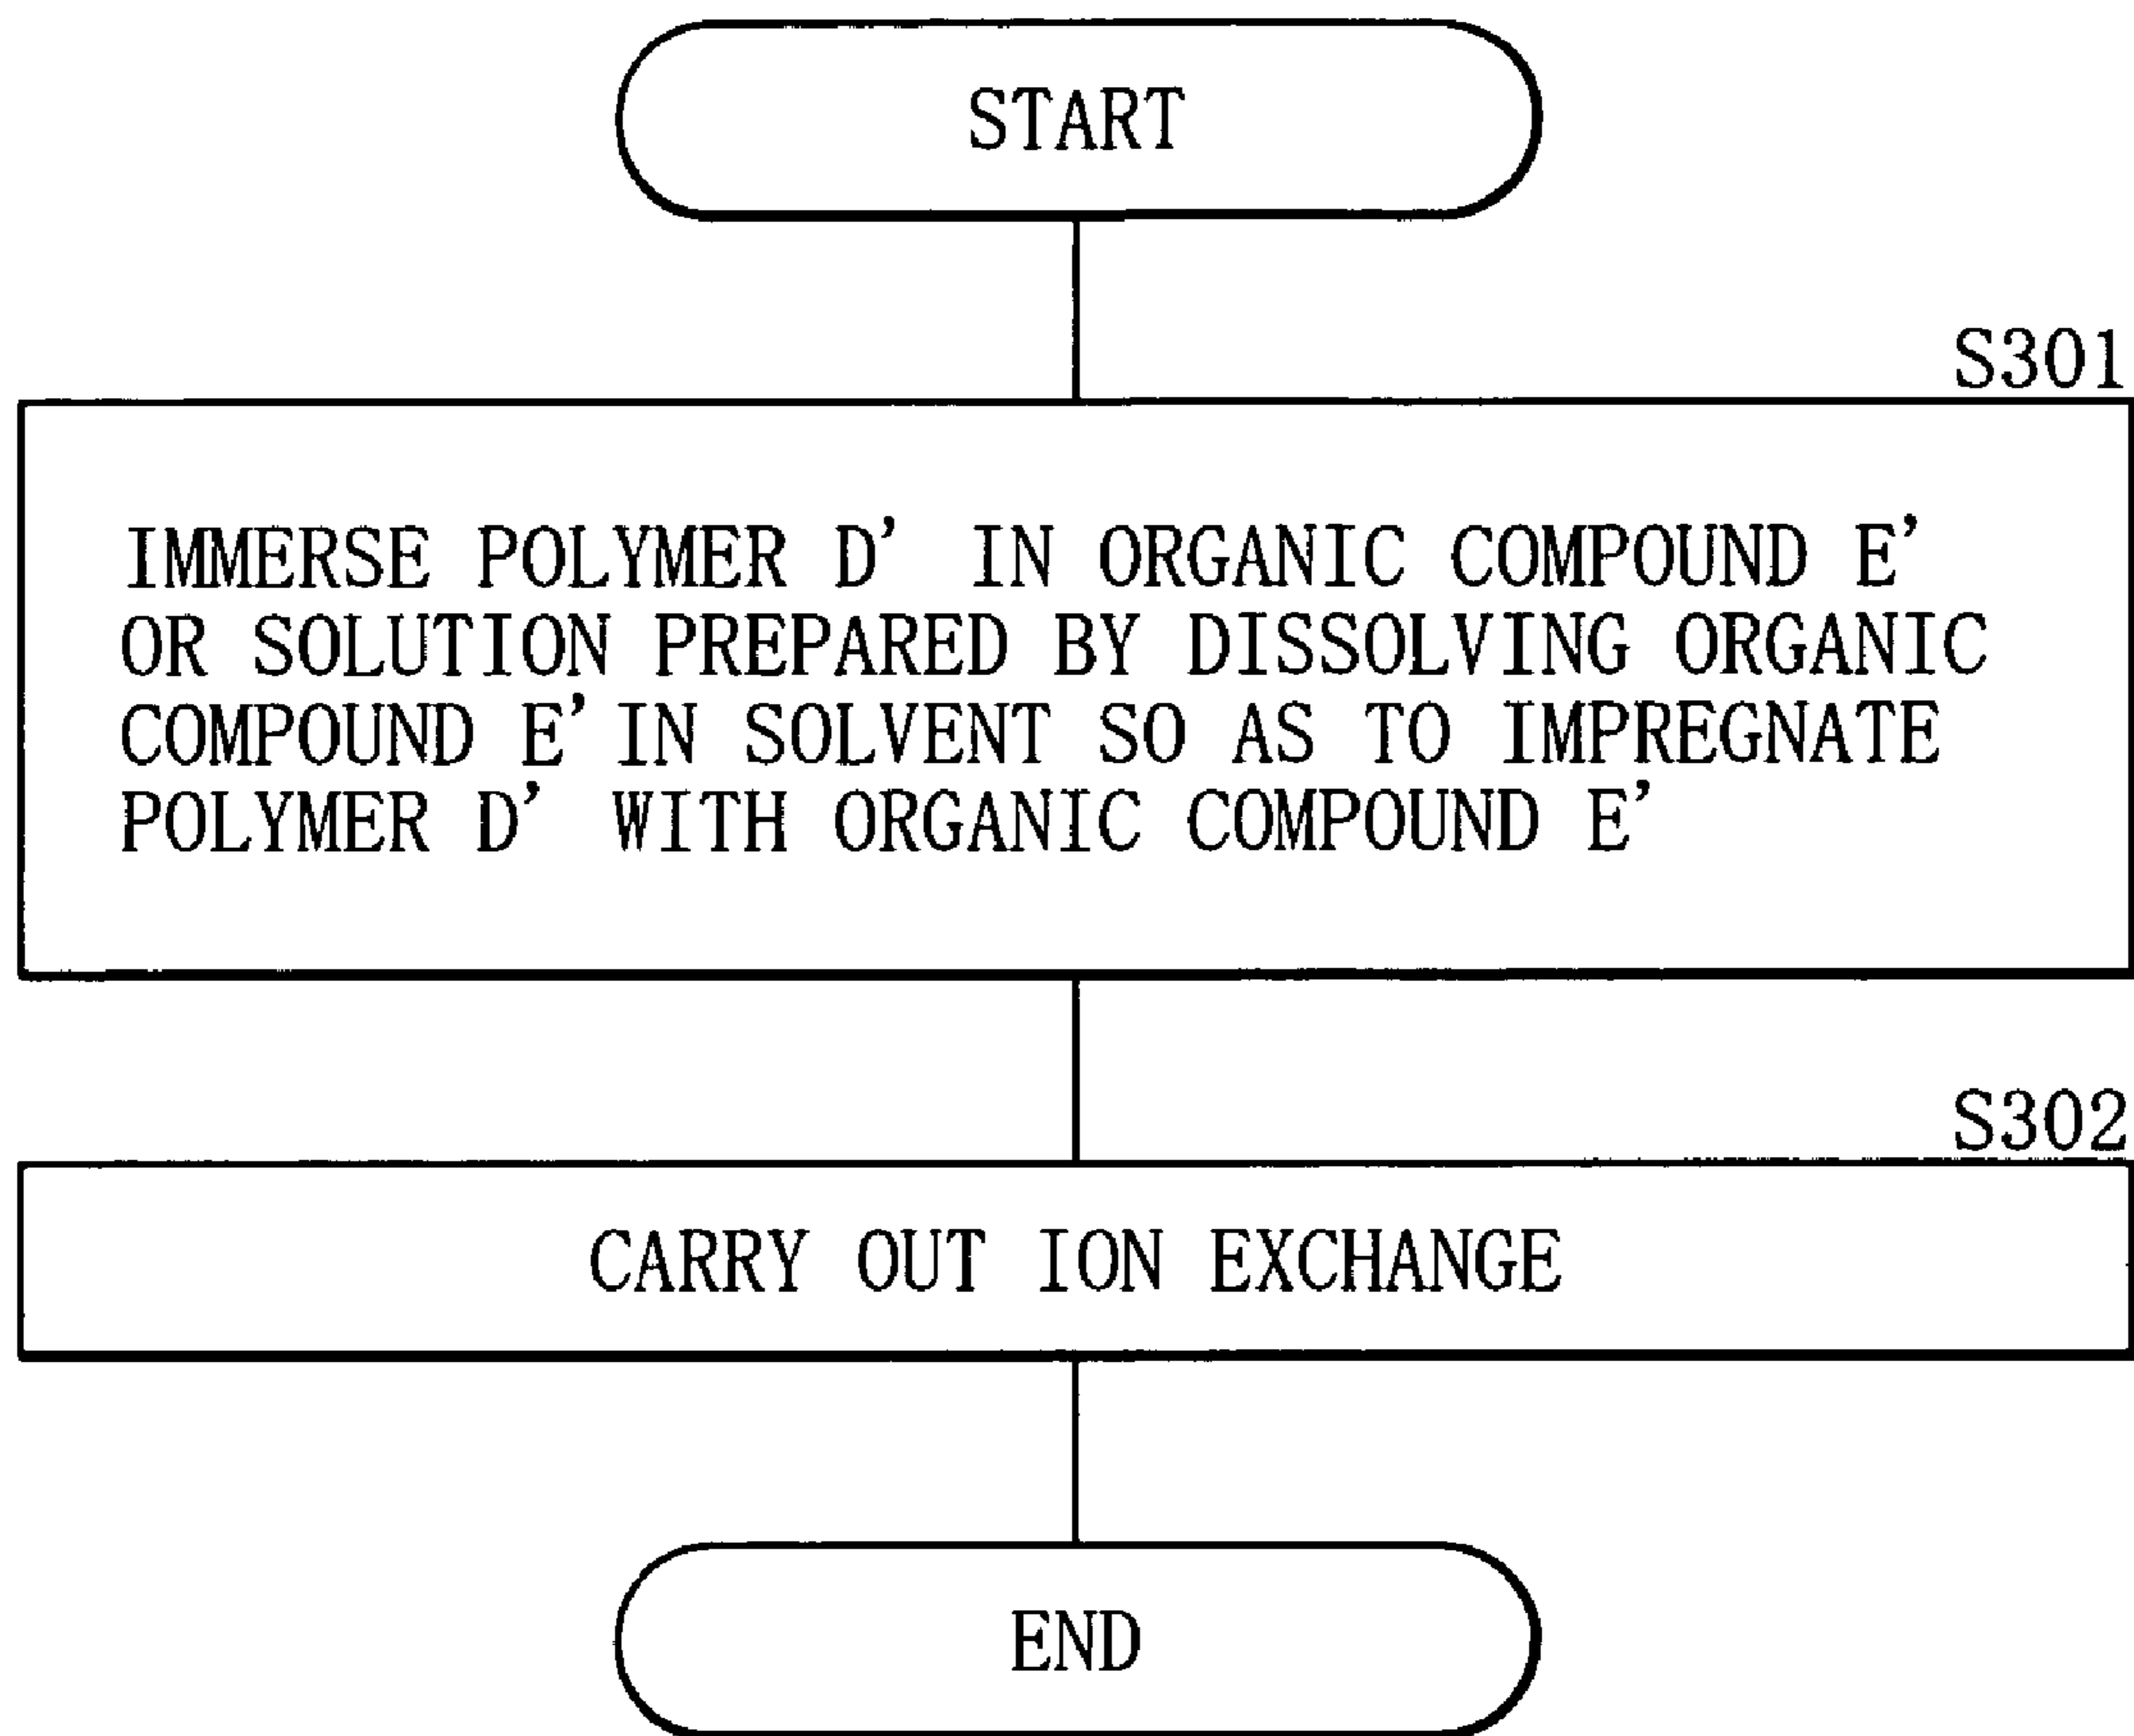 START
S301
IMMERSE POLYMER D' IN ORGANIC COMPOUND E'
OR SOLUTION PREPARED BY DISSOLVING ORGANIC
COMPOUND E' IN SOLVENT SO AS TO IMPREGNATE
POLYMER D' WITH ORGANIC COMPOUND E'
S302
CARRY OUT ION EXCHANGE
END